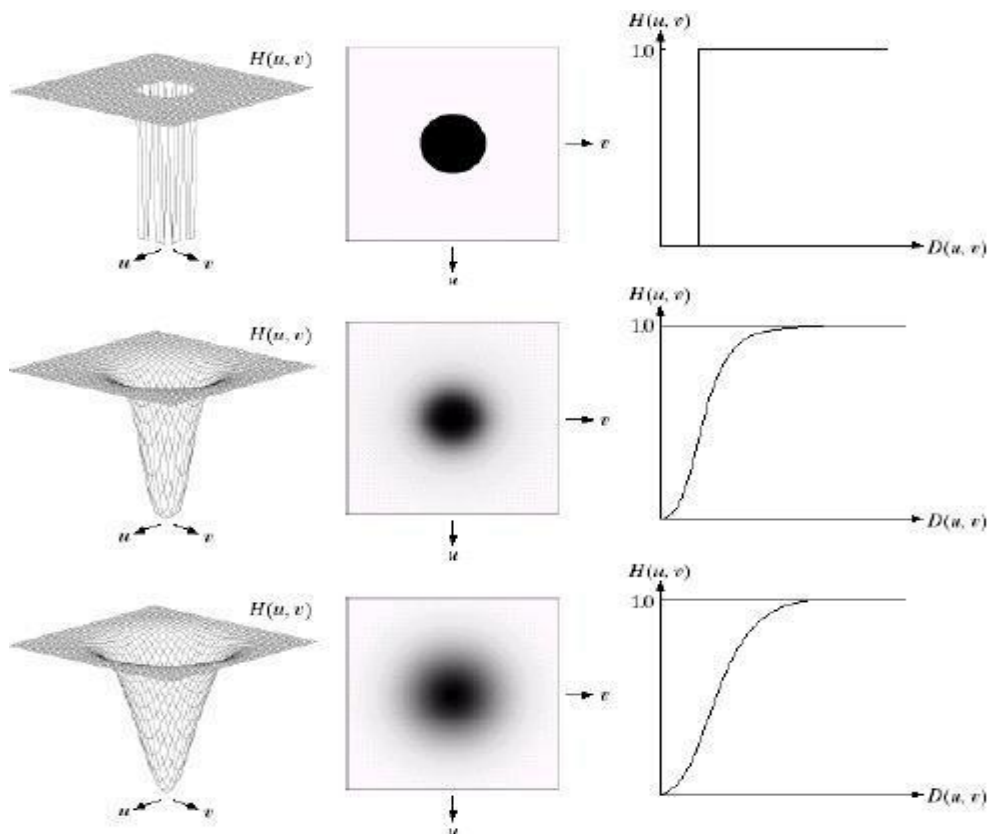 H(u, v)
H(u, v)
1.0
v
u
D(u, v)
u v
H(u, v)
H(u, v)
1.0
v
u
D(u, v)
u v
H(u, v)
H(u, v)
1.0
v
u
D(u, v)
u v